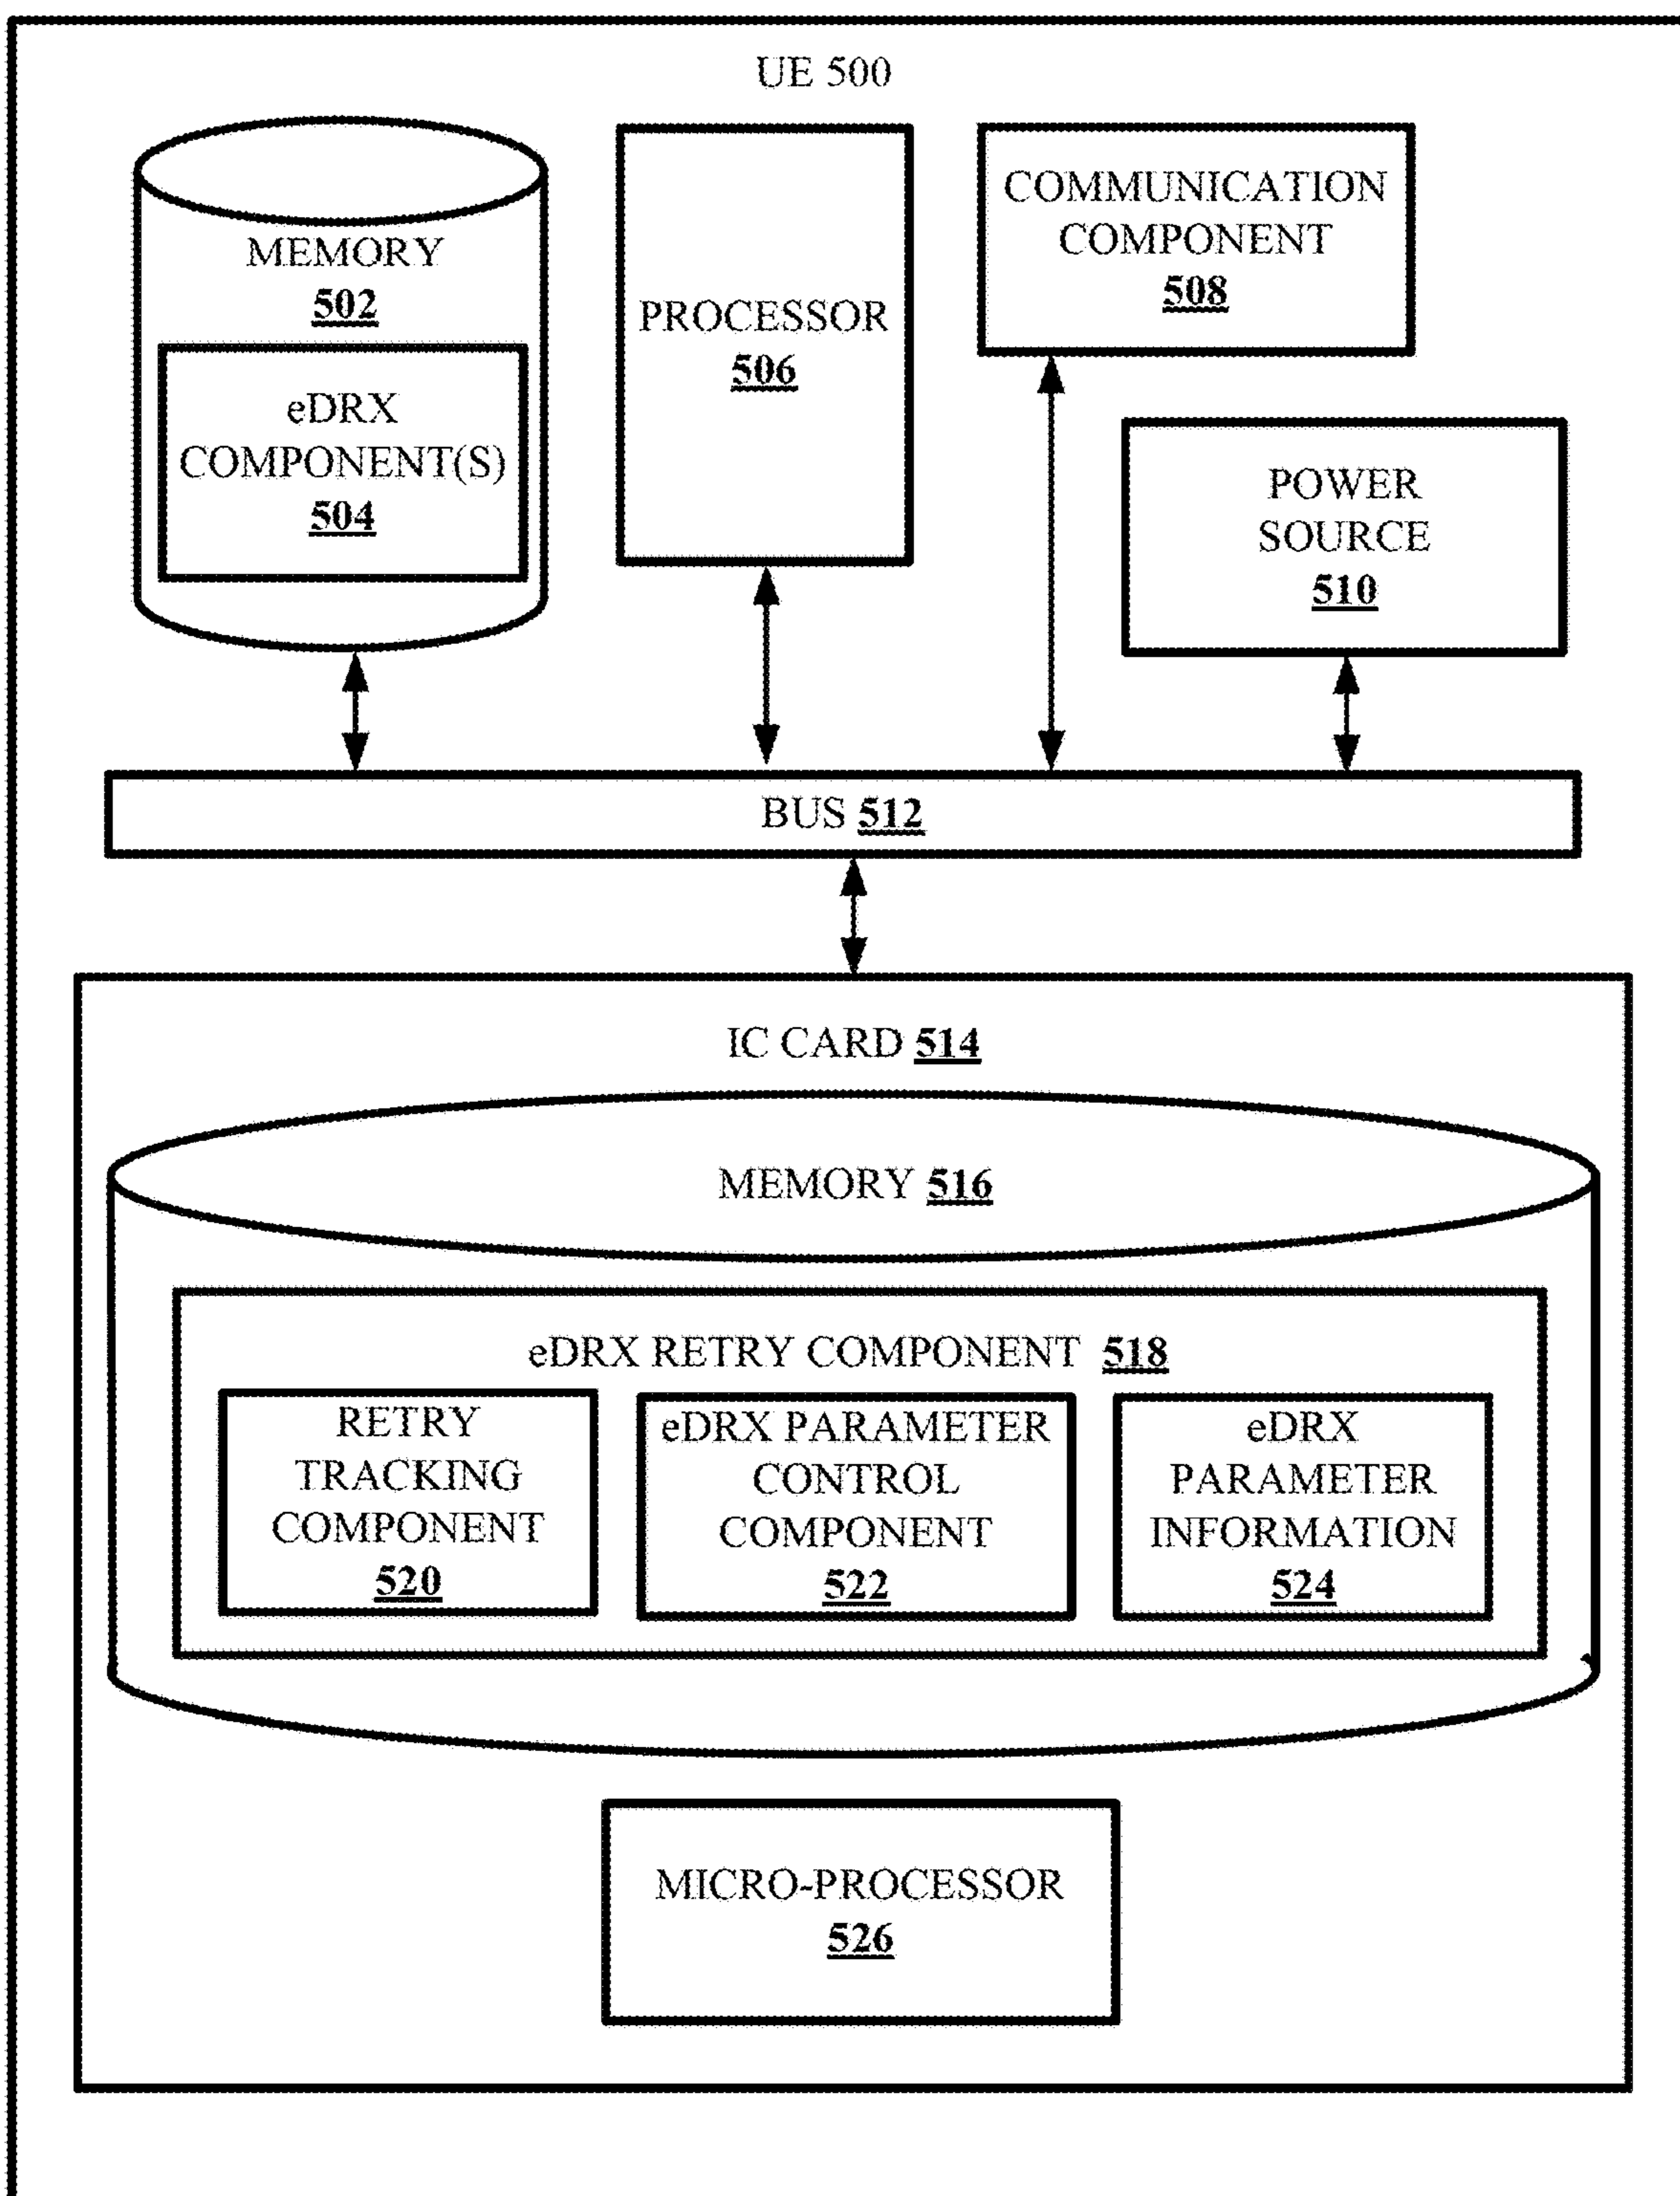 UE 500
MEMORY
502
eDRX
COMPONENT(S)
504
PROCESSOR
506
COMMUNICATION
COMPONENT
508
POWER
SOURCE
510
BUS 512
IC CARD 514
MEMORY 516
eDRX RETRY COMPONENT 518
RETRY
TRACKING
COMPONENT
520
eDRX PARAMETER
CONTROL
COMPONENT
522
eDRX
PARAMETER
INFORMATION
524
MICRO-PROCESSOR
526